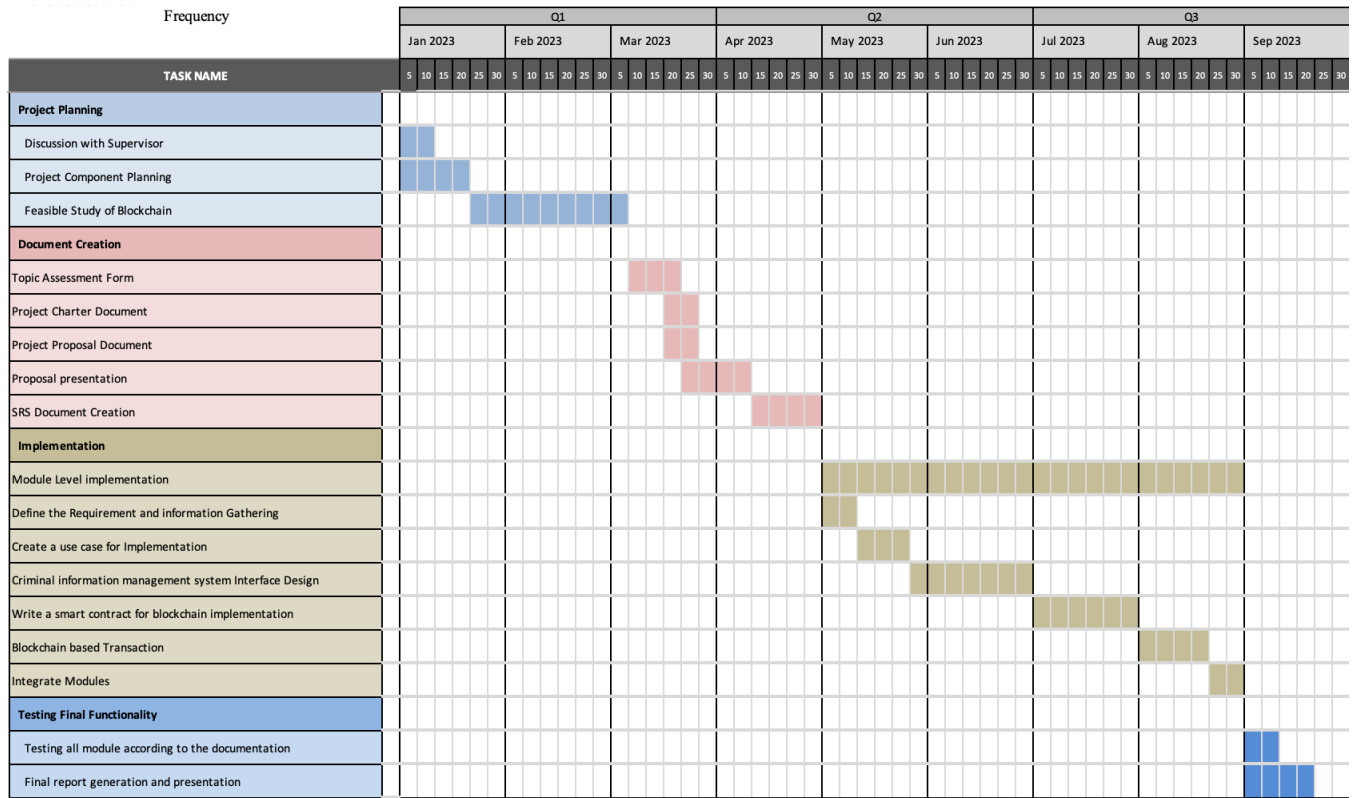 Frequency
Q1 Q2 Q3
Jan 2023 Feb 2023 Mar 2023 Apr 2023 May 2023 Jun 2023 Jul 2023 Aug 2023 Sep 2023
TASK NAME 5 10 15 20 25 30 5 10 15 20 25 30 5 10 15 20 25 30 5 10 15 20 25 30 5 10 15 20 25 30 5 10 15 20 25 30 5 10 15 20 25 30 5 10 15 20 25 30 5 10 15 20 25 30
Project Planning
Discussion with Supervisor
Project Component Planning
Feasible Study of Blockchain
Document Creation
Topic Assessment Form
Project Charter Document
Project Proposal Document
Proposal presentation
SRS Document Creation
Implementation
Module Level implementation
Define the Requirement and information Gathering
Create a use case for Implementation
Criminal information management system Interface Design
Write a smart contract for blockchain implementation
Blockchain based Transaction
Integrate Modules
Testing Final Functionality
Testing all module according to the documentation
Final report generation and presentation